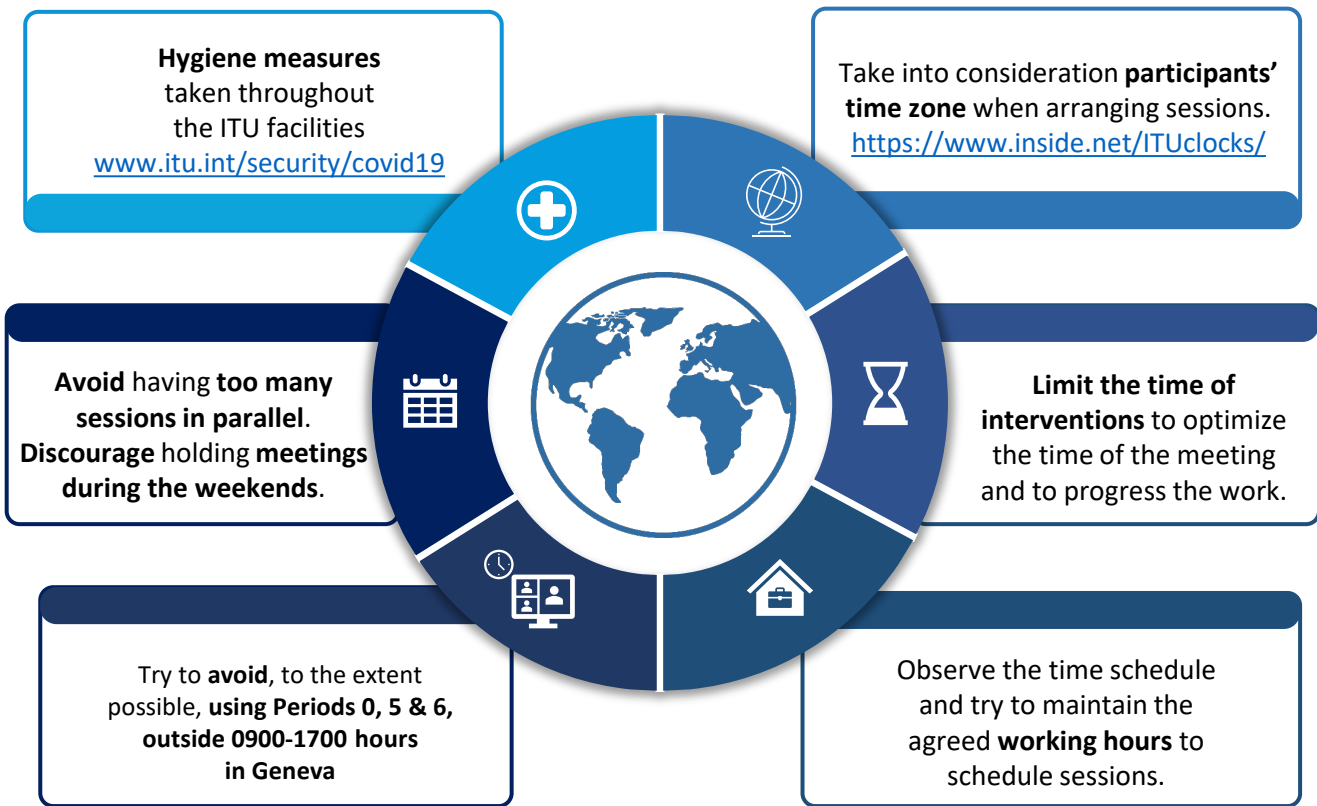 Hygiene measures
taken throughout
the ITU facilities
www.itu.int/security/covid19
Take into consideration participants’
time zone when arranging sessions.
https://www.inside.net/ITUclocks/
Avoid having too many
sessions in parallel.
Discourage holding meetings
during the weekends.
Limit the time of
interventions to optimize
the time of the meeting
and to progress the work.
Try to avoid, to the extent
possible, using Periods 0, 5 & 6,
outside 0900-1700 hours
in Geneva
Observe the time schedule
and try to maintain the
agreed working hours to
schedule sessions.